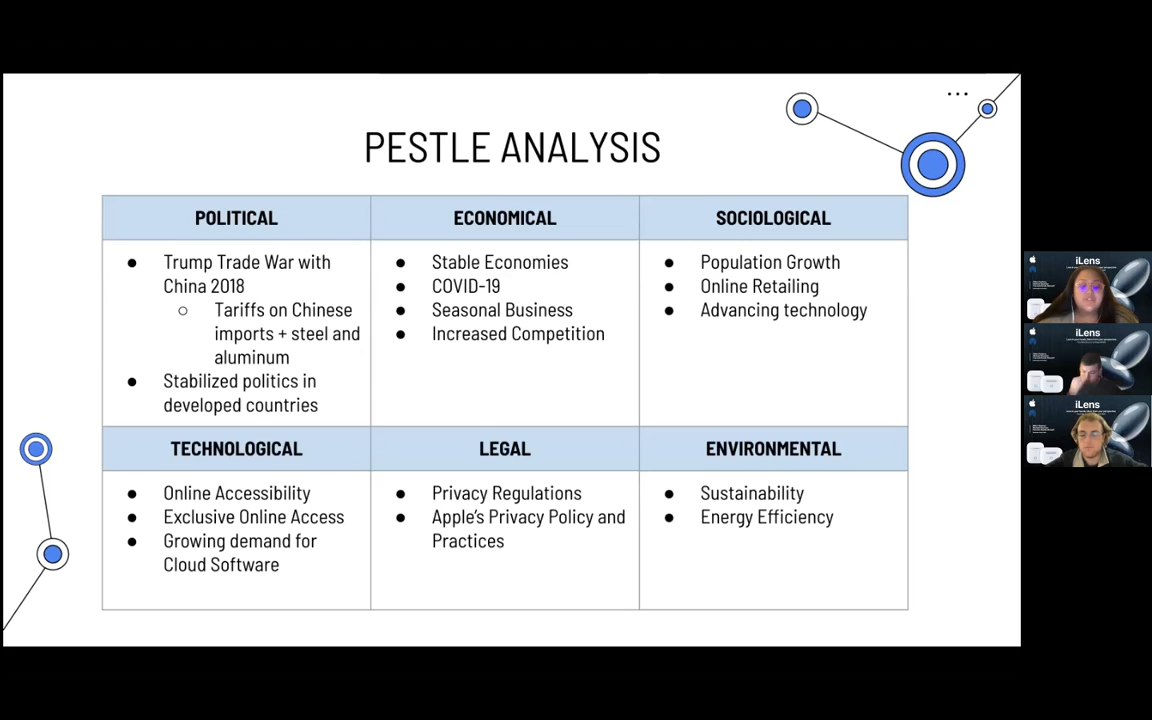 PESTLE ANALYSIS
POLITICAL
ECONOMICAL
SOCIOLOGICAL
● Trump Trade War with
China 2018
○ Tariffs on Chinese
imports + steel and
aluminum
● Stabilized politics in
developed countries
● Stable Economies
● COVID-19
● Seasonal Business
● Increased Competition
● Population Growth
● Online Retailing
● Advancing technology
TECHNOLOGICAL
LEGAL
ENVIRONMENTAL
● Online Accessibility
● Exclusive Online Access
● Growing demand for
Cloud Software
● Privacy Regulations
● Apple's Privacy Policy and
Practices
● Sustainability
● Energy Efficiency
iLens
iLens
iLens